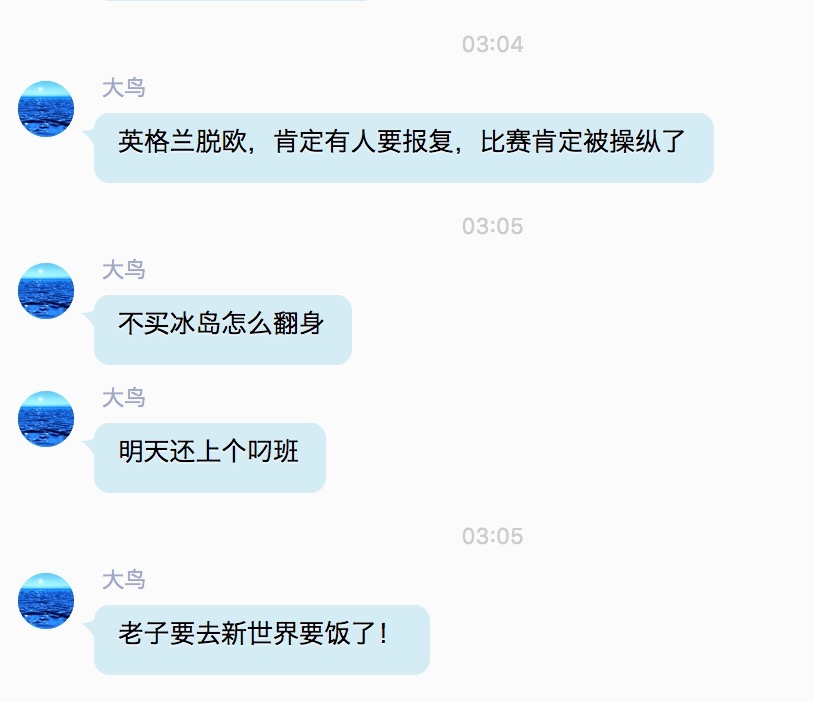 03:04
大鸟
英格兰脱欧，肯定有人要报复，比赛肯定被操纵了
03:05
大鸟
不买冰岛怎么翻身
大鸟
明天还上个叼班
03:05
大鸟
老子要去新世界要饭了！